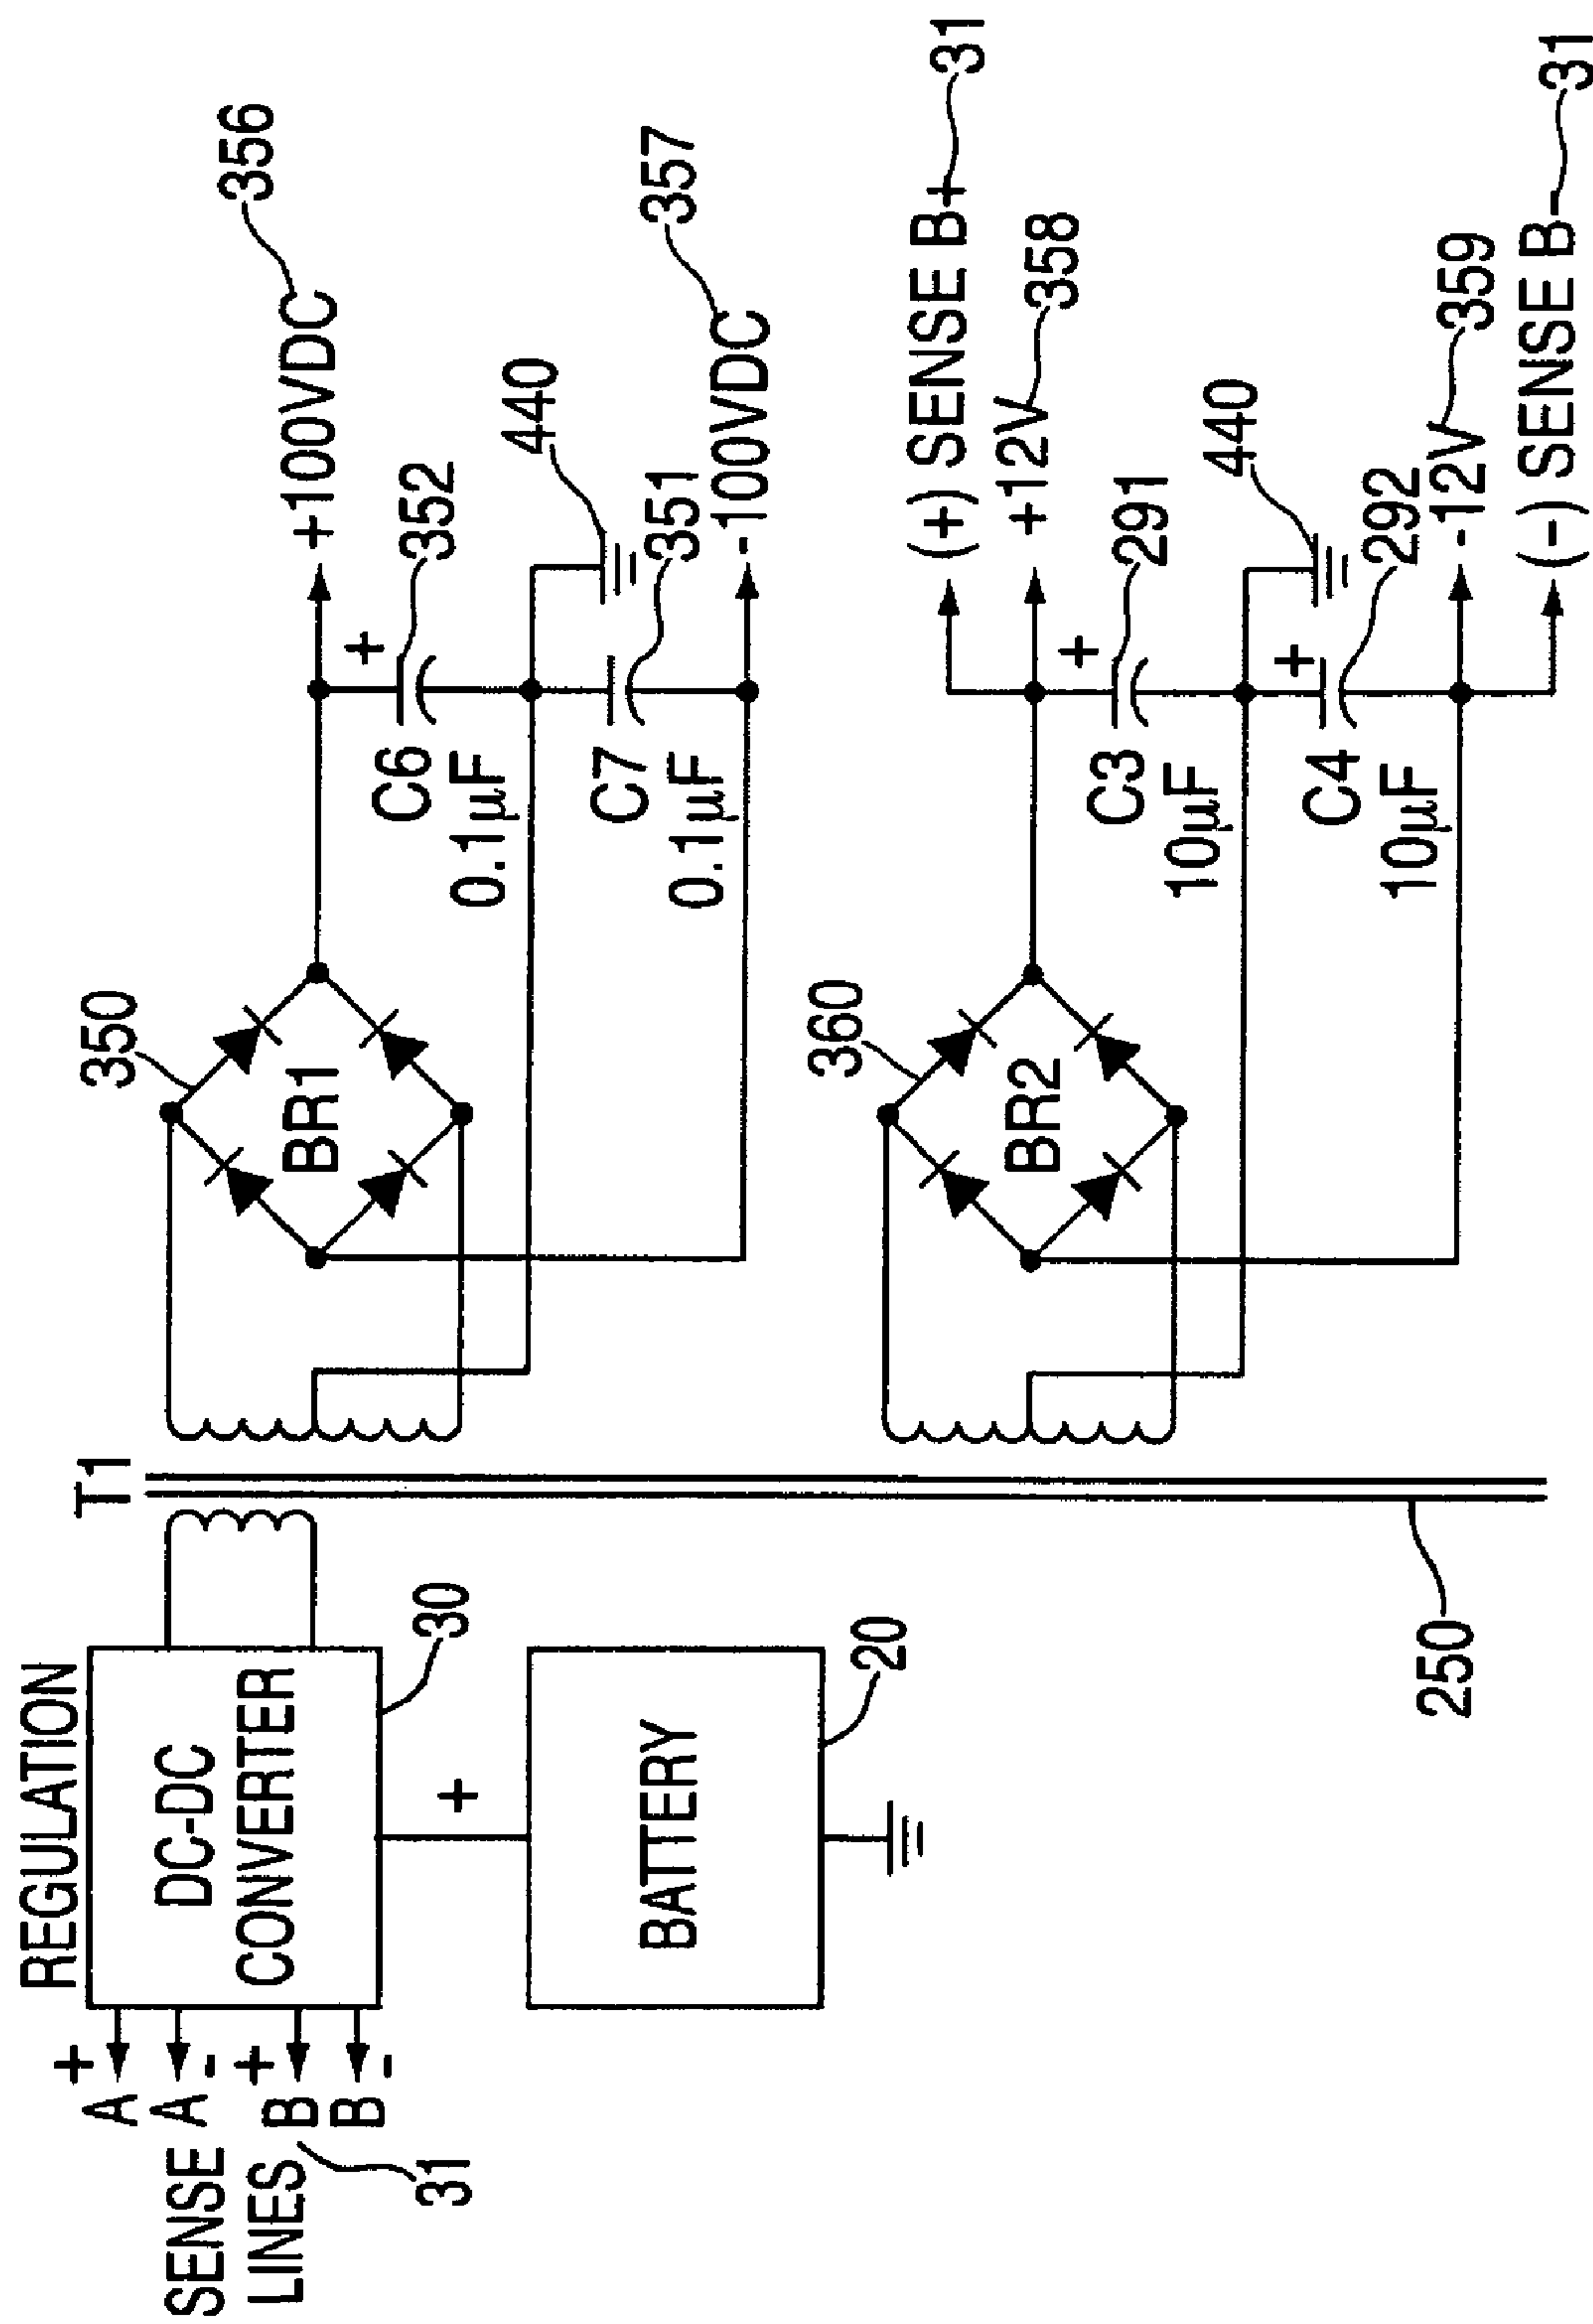 REGULATION
DC-DC
CONVERTER
30
+
A
+
A
-
B
+
B
-
SENSE
LINES
31
+
BATTERY
20
T1
250
350
BR1
+100VDC
356
+
352
C6
0.1µF
440
C7
0.1µF
351
-100VDC
357
360
BR2
(+) SENSE B+
31
+12V
358
+
291
C3
10µF
440
+
C4
10µF
292
-12V
359
(-) SENSE B-
31